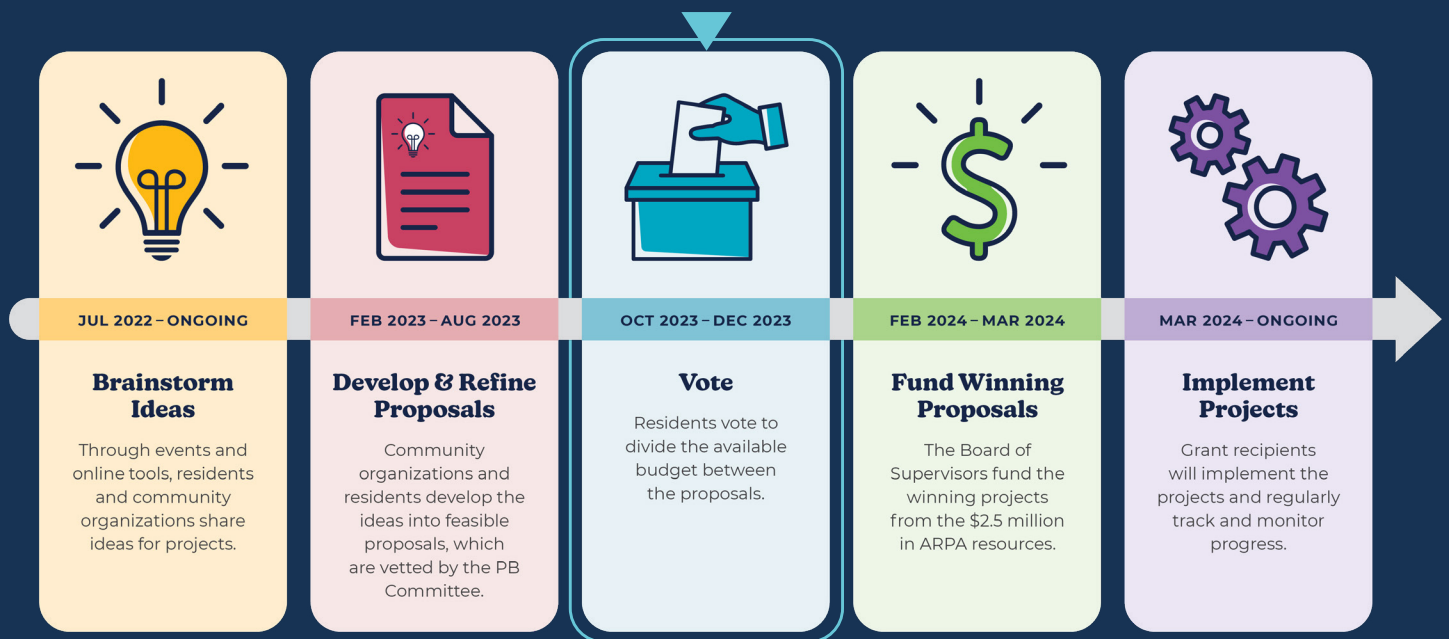 JUL 2022 – ONGOING
Brainstorm
Ideas
Through events and
online tools, residents
and community
organizations share
ideas for projects.
FEB 2023 – AUG 2023
Develop & Refine
Proposals
Community
organizations and
residents develop the
ideas into feasible
proposals, which
are vetted by the PB
Committee.
OCT 2023 – DEC 2023
Vote
Residents vote to
divide the available
budget between
the proposals.
FEB 2024 – MAR 2024
Fund Winning
Proposals
The Board of
Supervisors fund the
winning projects
from the $2.5 million
in ARPA resources.
MAR 2024 – ONGOING
Implement
Projects
Grant recipients
will implement the
projects and regularly
track and monitor
progress.